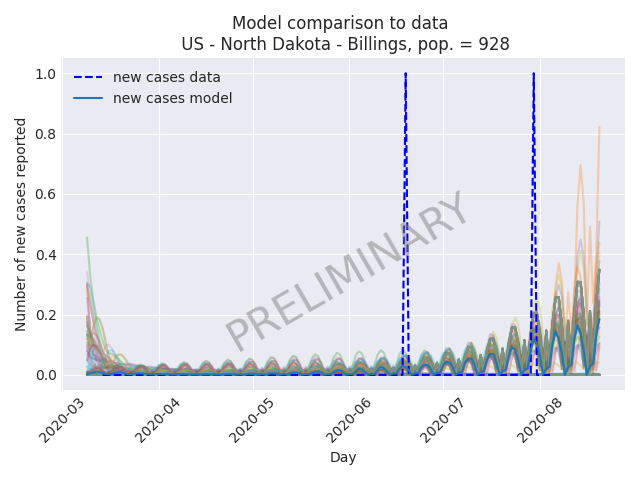 Model comparison to data
US - North Dakota - Billings, pop. = 928
new cases data
new cases model
Number of new cases reported
1.0
0.8
0.6
0.4
0.2
0.0
PRELIMINARY
2020-03
2020-04
2020-05
2020-06
2020-07
2020-08
Day